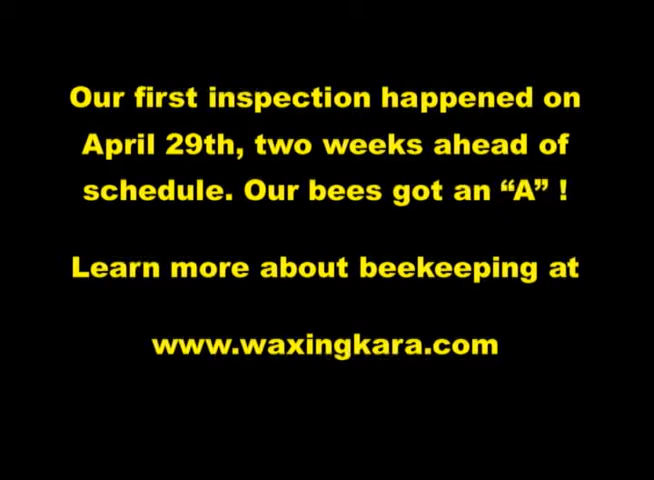 Our first inspection happened on
April 29th, two weeks ahead of
schedule. Our bees got an “A” !
Learn more about beekeeping at
www.waxingkara.com